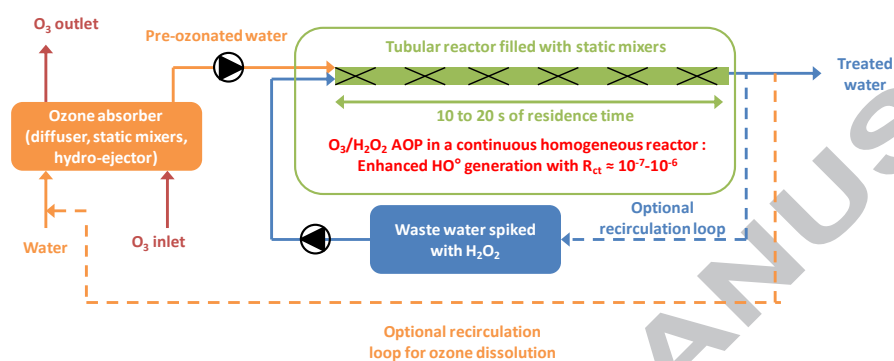 O3 outlet
Pre-ozonated water
Tubular reactor filled with static mixers
Treated
water
10 to 20 s of residence time
Ozone absorber
(diffuser, static mixers,
hydro-ejector)
O3/H2O2 AOP in a continuous homogeneous reactor :
Enhanced HO° generation with Rct ≈ 10-7-10-6
Waste water spiked
with H2O2
Optional
recirculation loop
Water
O3 inlet
Optional recirculation
loop for ozone dissolution
ANUS